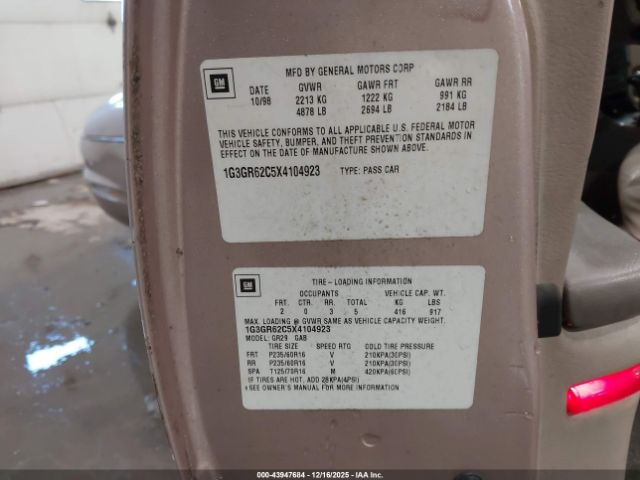 GM
MFD BY GENERAL MOTORS CORP
DATE GVWR GAWR FRT GAWR RR
10/98 2213 KG 1222 KG 991 KG
4878 LB 2694 LB 2184 LB
THIS VEHICLE CONFORMS TO ALL APPLICABLE U.S. FEDERAL MOTOR
VEHICLE SAFETY, BUMPER, AND THEFT PREVENTION STANDARDS
IN EFFECT ON THE DATE OF MANUFACTURE SHOWN ABOVE.
1G3GR62C5X4104923 TYPE: PASS CAR
GM
TIRE-LOADING INFORMATION
OCCUPANTS VEHICLE CAP. WT.
FRT. CTR. RR. TOTAL KG LBS
2 0 3 5 416 917
MAX. LOADING @ GVWR SAME AS VEHICLE CAPACITY WEIGHT.
1G3GR62C5X4104923
MODEL: GR29 GAB
TIRE SIZE SPEED RTG COLD TIRE PRESSURE
FRT P235/60R16 V 210KPA(30PSI)
RR P235/60R16 V 210KPA(30PSI)
SPA T125/70R16 M 420KPA(60PSI)
IF TIRES ARE HOT, ADD 28KPA(4PSI)
*SEE OWNER'S MANUAL FOR MORE INFORMATION
000-43947684 - 12/16/2025 - IAA, Inc.